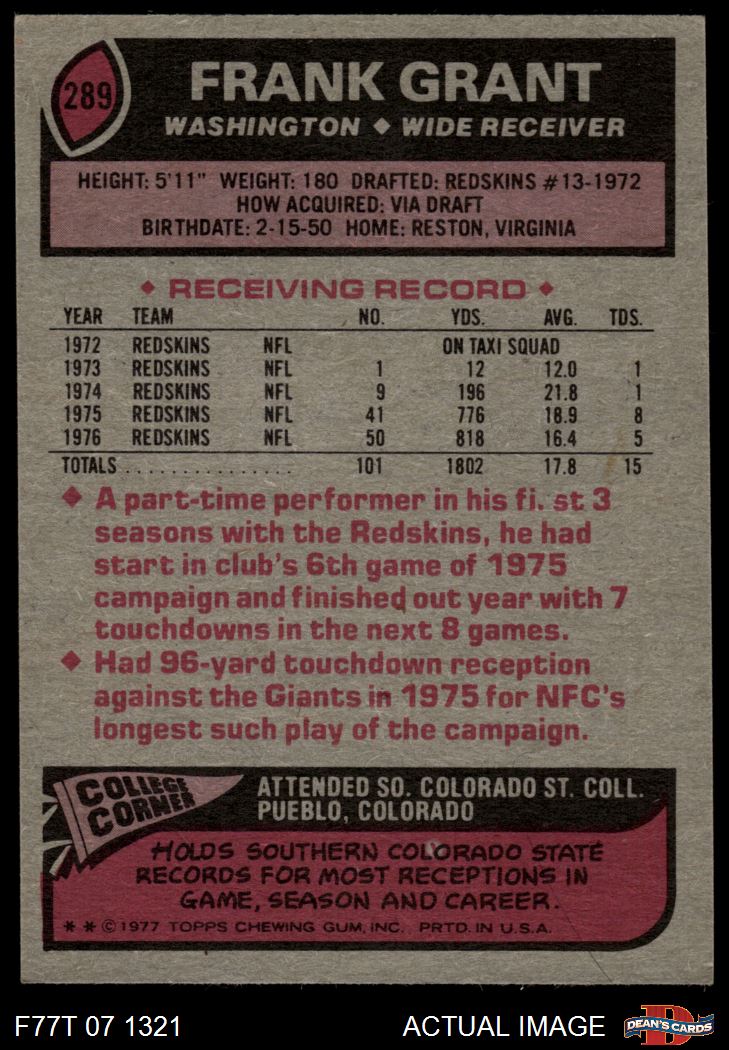 289
FRANK GRANT
WASHINGTON ♦ WIDE RECEIVER
HEIGHT: 5'11" WEIGHT: 180 DRAFTED: REDSKINS #13-1972
HOW ACQUIRED: VIA DRAFT
BIRTHDATE: 2-15-50 HOME: RESTON, VIRGINIA
♦ RECEIVING RECORD ♦
YEAR TEAM NO. YDS. AVG. TDS.
1972 REDSKINS NFL ON TAXI SQUAD
1973 REDSKINS NFL 1 12 12.0 1
1974 REDSKINS NFL 9 196 21.8 1
1975 REDSKINS NFL 41 776 18.9 8
1976 REDSKINS NFL 50 818 16.4 5
TOTALS . . . . . . . . . . . . . . . 101 1802 17.8 15
♦ A part-time performer in his fi. st 3
seasons with the Redskins, he had
start in club's 6th game of 1975
campaign and finished out year with 7
touchdowns in the next 8 games.
♦ Had 96-yard touchdown reception
against the Giants in 1975 for NFC's
longest such play of the campaign.
COLLEGE
CORNER
ATTENDED SO. COLORADO ST. COLL.
PUEBLO, COLORADO
HOLDS SOUTHERN COLORADO STATE
RECORDS FOR MOST RECEPTIONS IN
GAME, SEASON AND CAREER.
* * © 1977 TOPPS CHEWING GUM, INC. PRTD. IN U.S.A.
F77T 07 1321 ACTUAL IMAGE
D
DEAN'S CARDS